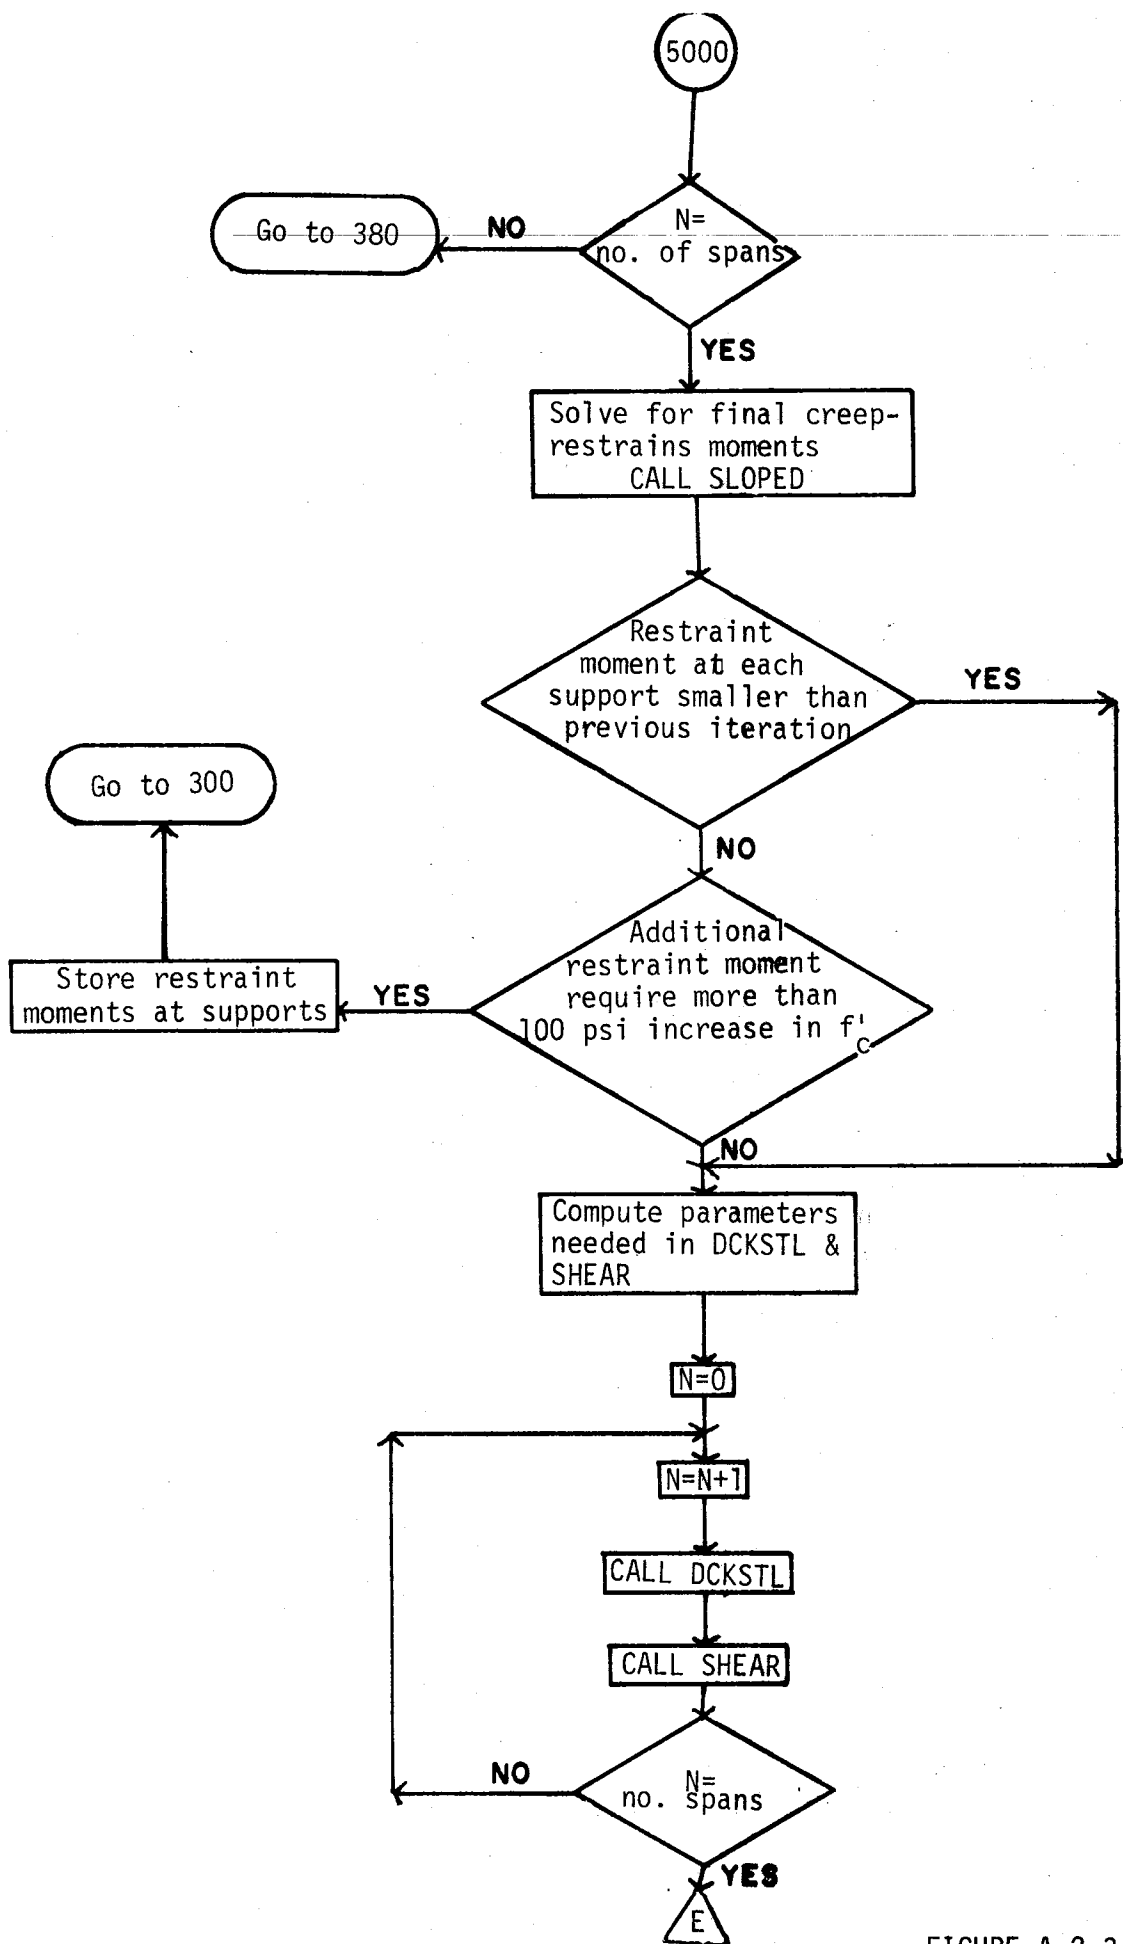 5000
N=
no. of spans
NO
Go to 380
YES
Solve for final creep-
restrains moments
CALL SLOPED
Restraint
moment at each
support smaller than
previous iteration
YES
NO
Go to 300
Additional
restraint moment
require more than
100 psi increase in f'c
YES
Store restraint
moments at supports
NO
Compute parameters
needed in DCKSTL &
SHEAR
N=0
N=N+1
CALL DCKSTL
CALL SHEAR
N=
no. spans
NO
YES
E